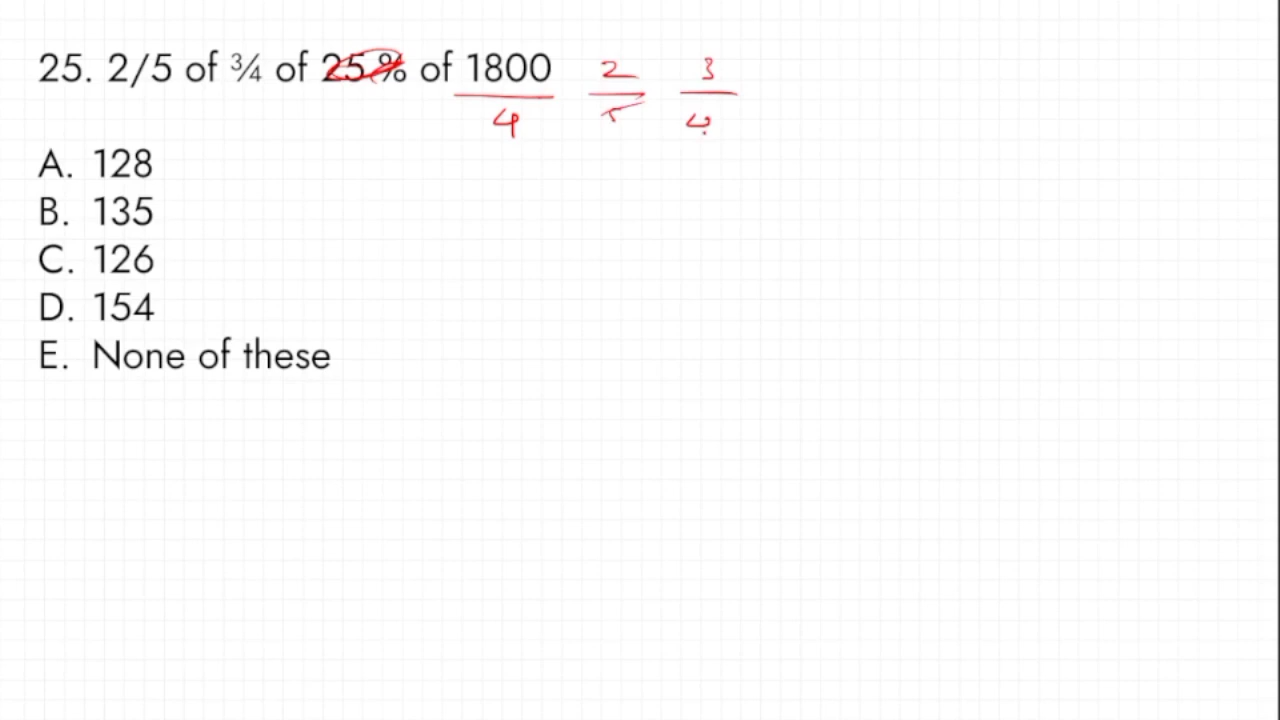 25. 2/5 of ¾ of 25% of 1800 2 3
4 5 4
A. 128
B. 135
C. 126
D. 154
E. None of these